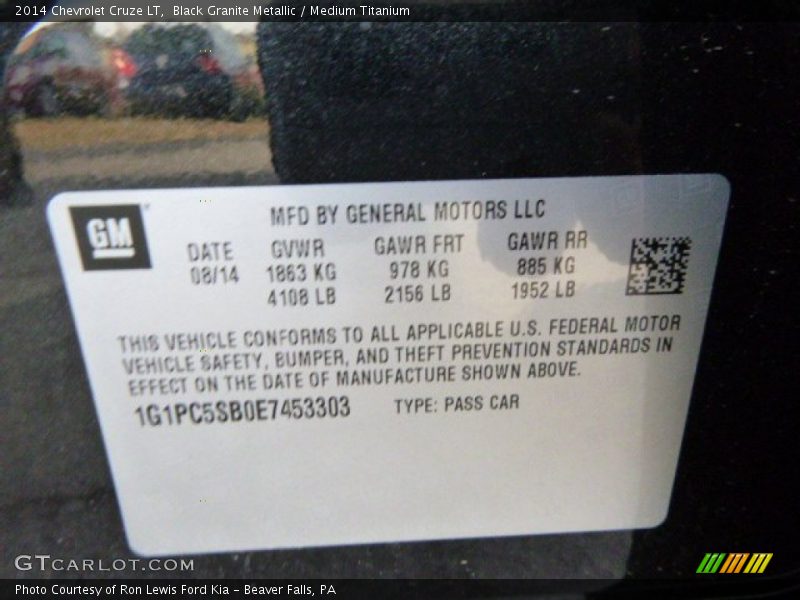 2014 Chevrolet Cruze LT, Black Granite Metallic / Medium Titanium
GM
MFD BY GENERAL MOTORS LLC
DATE GVWR GAWR FRT GAWR RR
08/14 1863 KG 978 KG 885 KG
4108 LB 2156 LB 1952 LB
THIS VEHICLE CONFORMS TO ALL APPLICABLE U.S. FEDERAL MOTOR
VEHICLE SAFETY, BUMPER, AND THEFT PREVENTION STANDARDS IN
EFFECT ON THE DATE OF MANUFACTURE SHOWN ABOVE.
1G1PC5SB0E7453303 TYPE: PASS CAR
GTCARLOT.COM
Photo Courtesy of Ron Lewis Ford Kia - Beaver Falls, PA